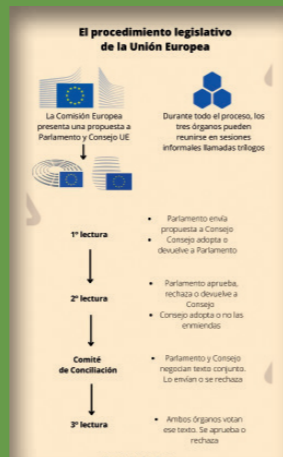 El procedimiento legislativo
de la Unión Europea
La Comisión Europea
presenta una propuesta a
Parlamento y Consejo UE
Durante todo el proceso, los
tres órganos pueden
reunirse en sesiones
informales llamadas trílogos
1ª lectura
• Parlamento envía
propuesta a Consejo
• Consejo adopta o
devuelve a Parlamento
2ª lectura
• Parlamento aprueba,
rechaza o devuelve a
Consejo
• Consejo adopta o no las
enmiendas
Comité
de Conciliación
• Parlamento y Consejo
negocian texto conjunto.
Lo envían o se rechaza
3ª lectura
• Ambos órganos votan
ese texto. Se aprueba o
rechaza